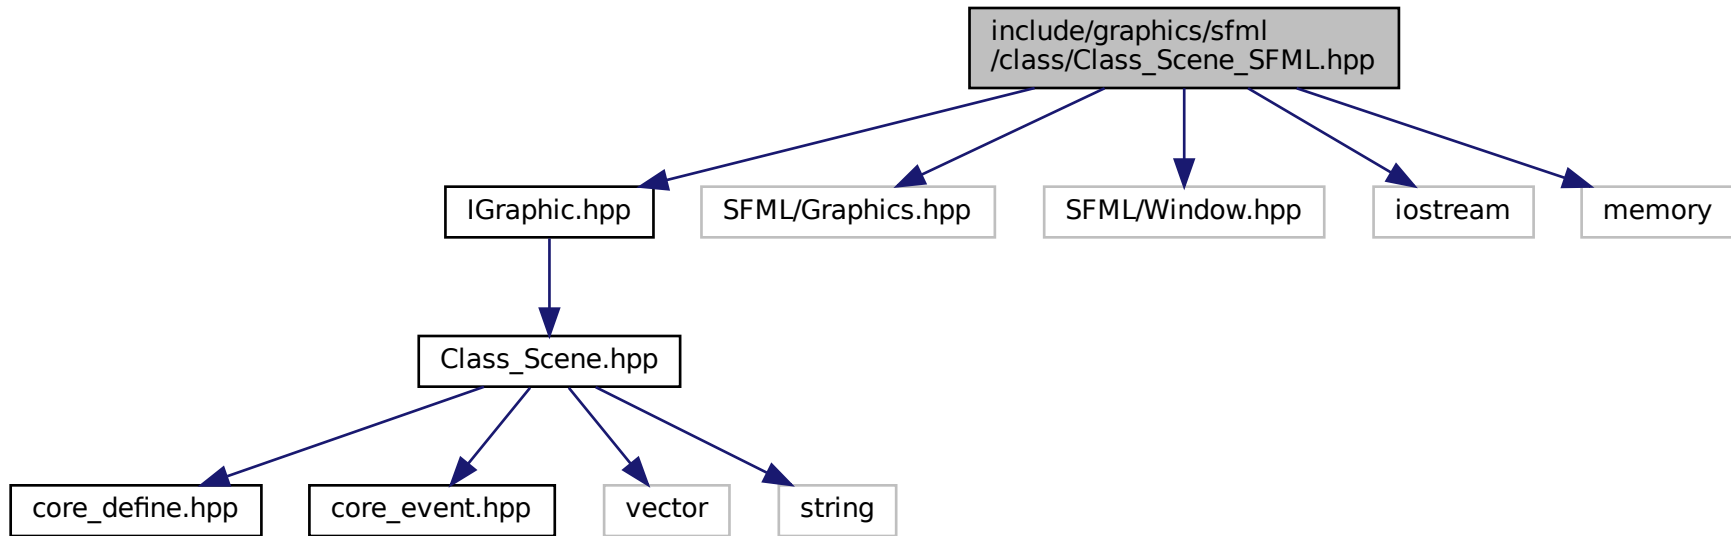 include/graphics/sfml
/class/Class_Scene_SFML.hpp
IGraphic.hpp
SFML/Graphics.hpp
SFML/Window.hpp
iostream
memory
Class_Scene.hpp
core_define.hpp
core_event.hpp
vector
string